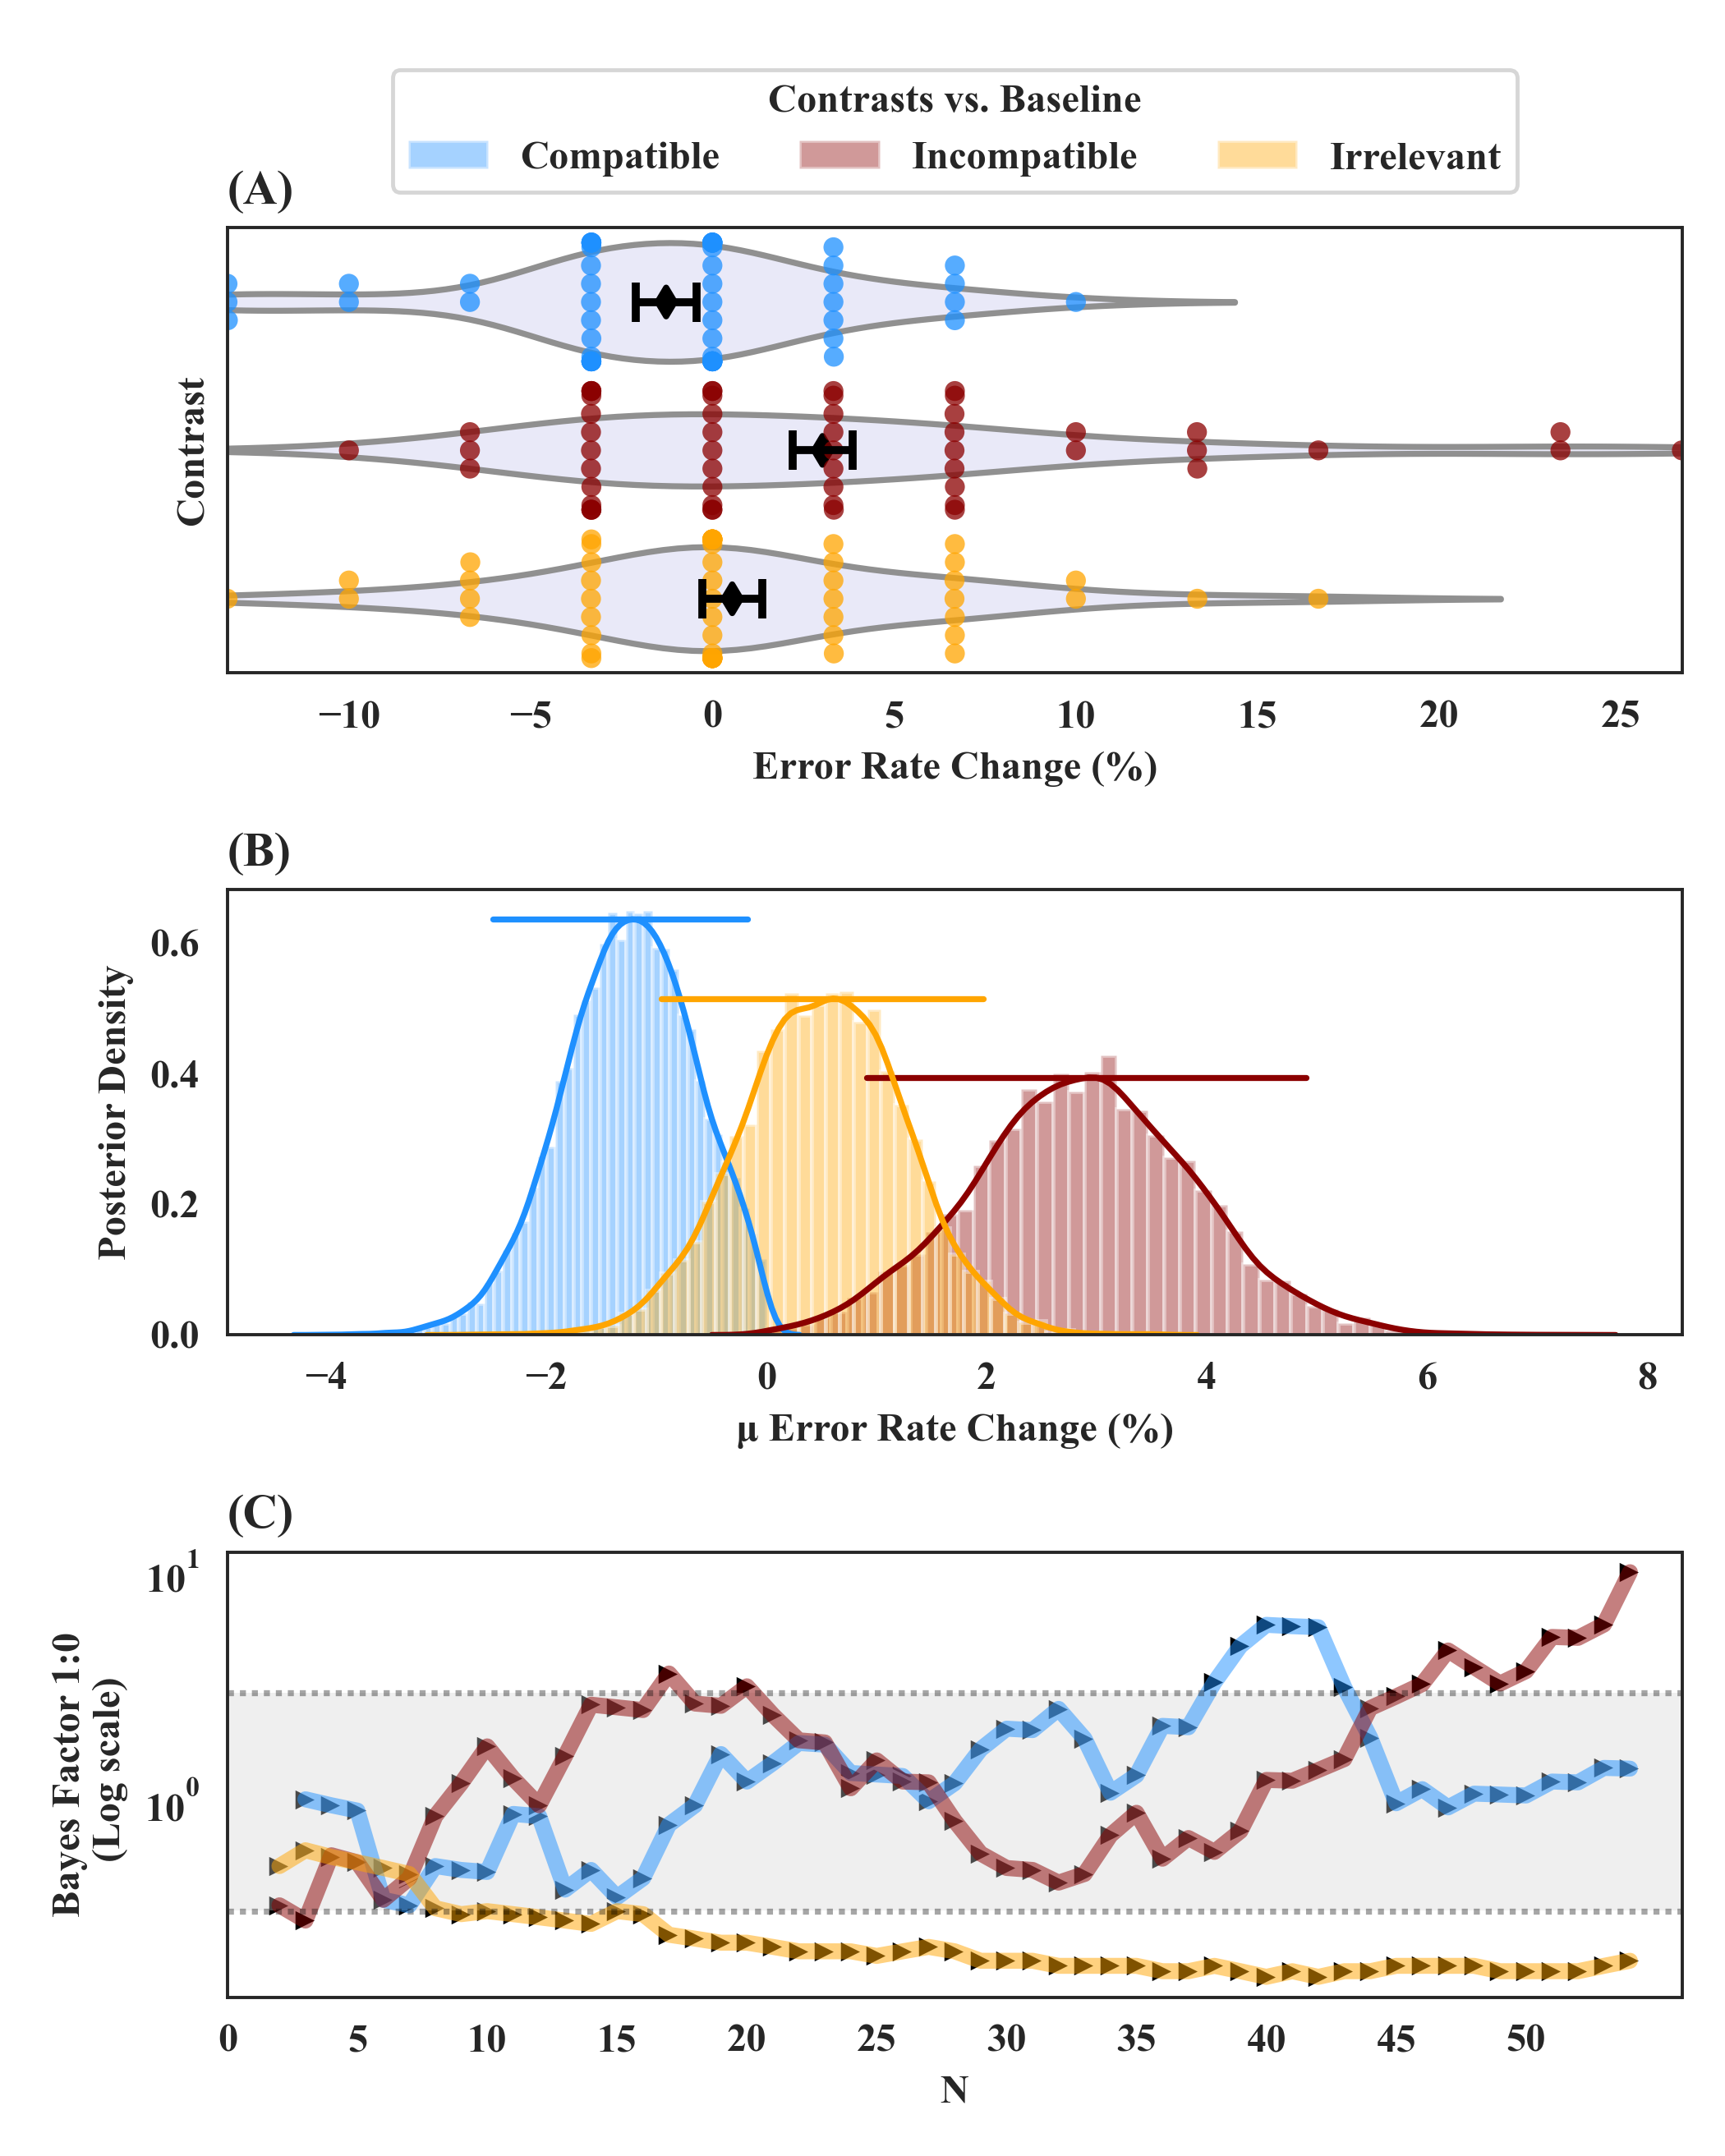 Contrasts vs. Baseline
Compatible Incompatible Irrelevant
(A)
Contrast
−10 −5 0 5 10 15 20 25
Error Rate Change (%)
(B)
Posterior Density
0.6
0.4
0.2
0.0
−4 −2 0 2 4 6 8
μ Error Rate Change (%)
(C)
Bayes Factor 1:0
(Log scale)
10¹
10⁰
0 5 10 15 20 25 30 35 40 45 50
N